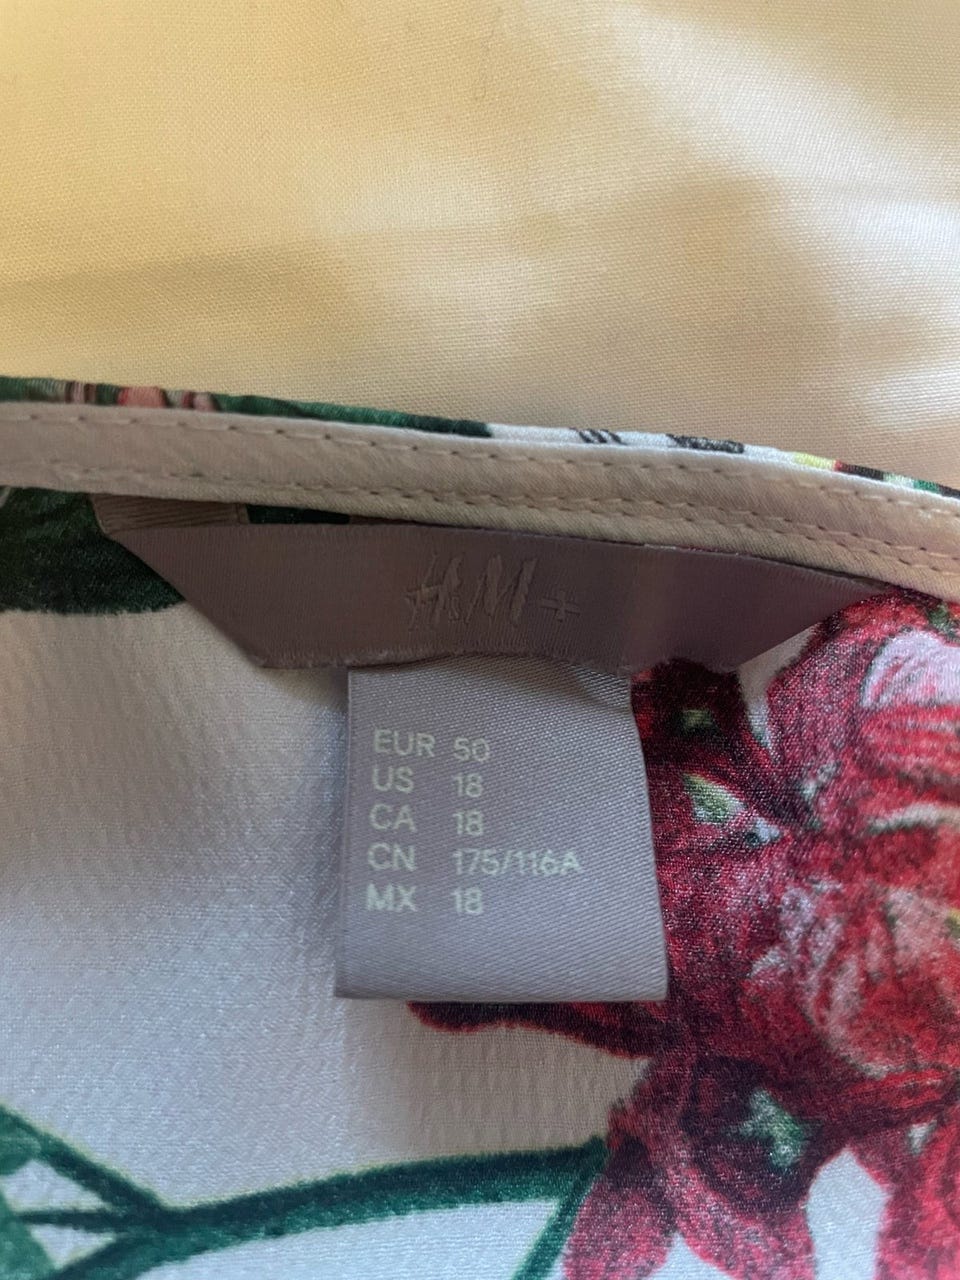 H&M+
EUR 50
US 18
CA 18
CN 175/116A
MX 18